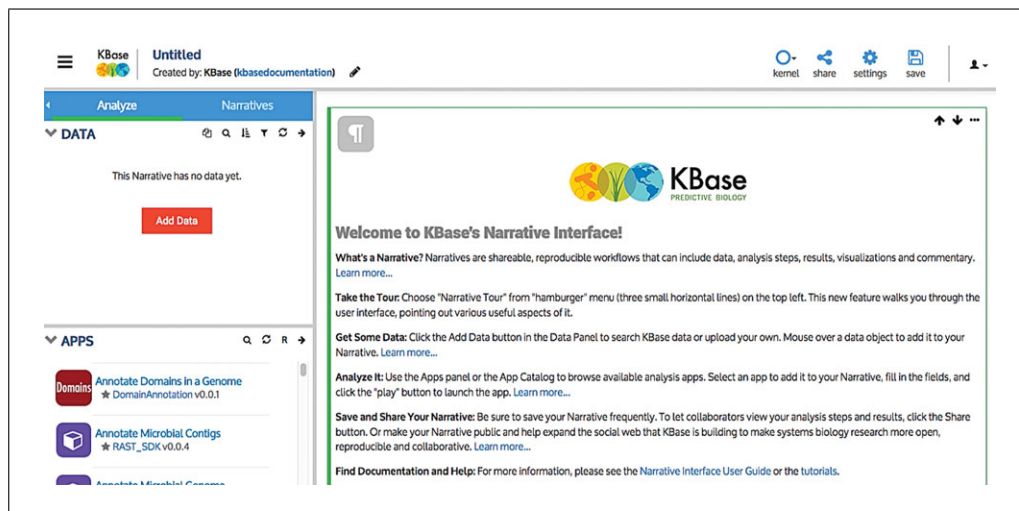 KBase
Untitled
Created by: KBase (kbasedocumentation)
kernel share settings save
Analyze Narratives
DATA
This Narrative has no data yet.
Add Data
APPS
R
Domains
Annotate Domains in a Genome
DomainAnnotation v0.0.1
Annotate Microbial Contigs
RAST_SDK v0.0.4
Annotate Microbial Genome
KBase
PREDICTIVE BIOLOGY
Welcome to KBase's Narrative Interface!
What's a Narrative? Narratives are shareable, reproducible workflows that can include data, analysis steps, results, visualizations and commentary.
Learn more...
Take the Tour: Choose "Narrative Tour" from "hamburger" menu (three small horizontal lines) on the top left. This new feature walks you through the
user interface, pointing out various useful aspects of it.
Get Some Data: Click the Add Data button in the Data Panel to search KBase data or upload your own. Mouse over a data object to add it to your
Narrative. Learn more...
Analyze It: Use the Apps panel or the App Catalog to browse available analysis apps. Select an app to add it to your Narrative, fill in the fields, and
click the "play" button to launch the app. Learn more...
Save and Share Your Narrative: Be sure to save your Narrative frequently. To let collaborators view your analysis steps and results, click the Share
button. Or make your Narrative public and help expand the social web that KBase is building to make systems biology research more open,
reproducible and collaborative. Learn more...
Find Documentation and Help: For more information, please see the Narrative Interface User Guide or the tutorials.